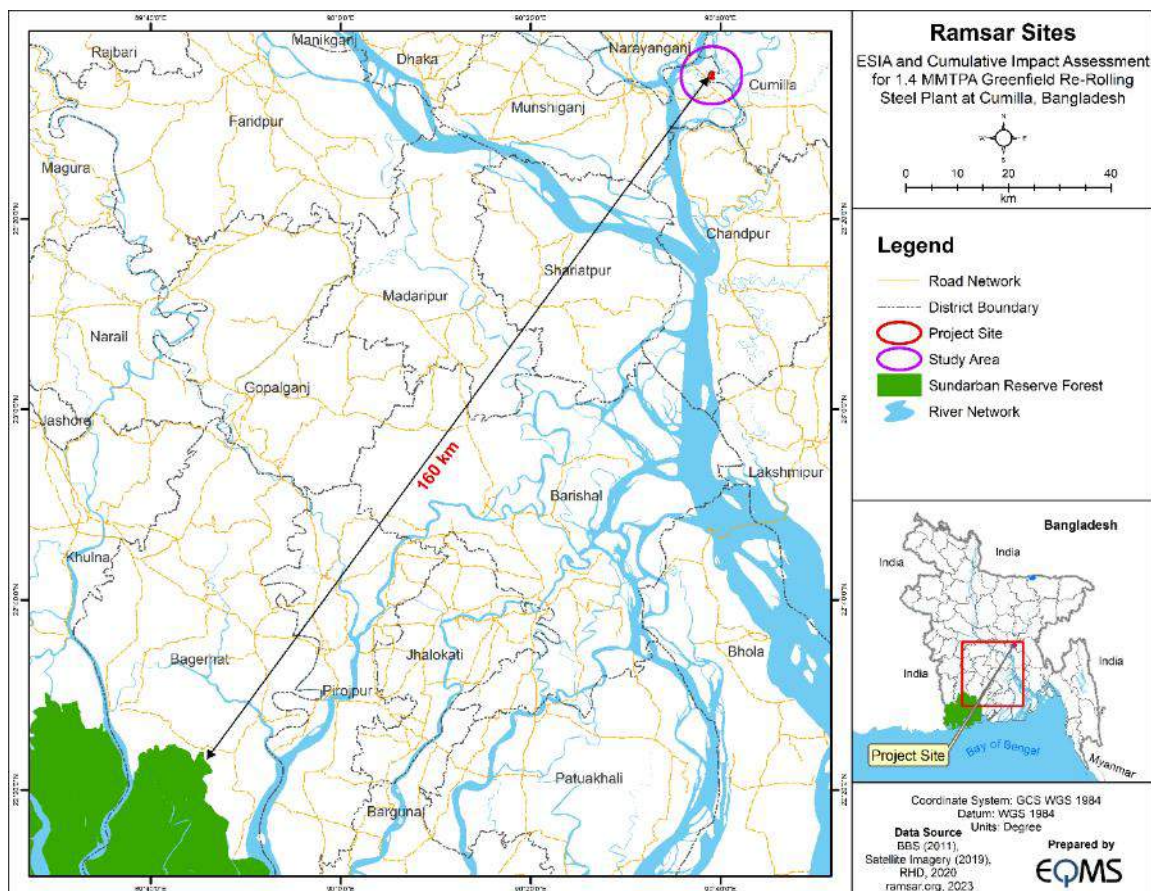 Ramsar Sites
ESIA and Cumulative Impact Assessment
for 1.4 MMTPA Greenfield Re-Rolling
Steel Plant at Cumilla, Bangladesh
N
W E
S
0 10 20 40
km
Legend
Road Network
District Boundary
Project Site
Study Area
Sundarban Reserve Forest
River Network
Rajbari
Manikganj
Dhaka
Narayanganj
Cumilla
Munshiganj
Faridpur
Magura
Chandpur
Shariatpur
Madaripur
Narail
Gopalganj
Jashore
160 km
Lakshmipur
Barishal
Khulna
Jhalokati
Bhola
Bagerhat
Pirojpur
Patuakhali
Barguna
Bangladesh
India
India
India
India
Project Site
Bay of Bengal
Myanmar
Coordinate System: GCS WGS 1984
Datum: WGS 1984
Units: Degree
Data Source
BBS (2011),
Satellite Imagery (2019),
RHD, 2020
ramsar.org, 2023
Prepared by
EQMS